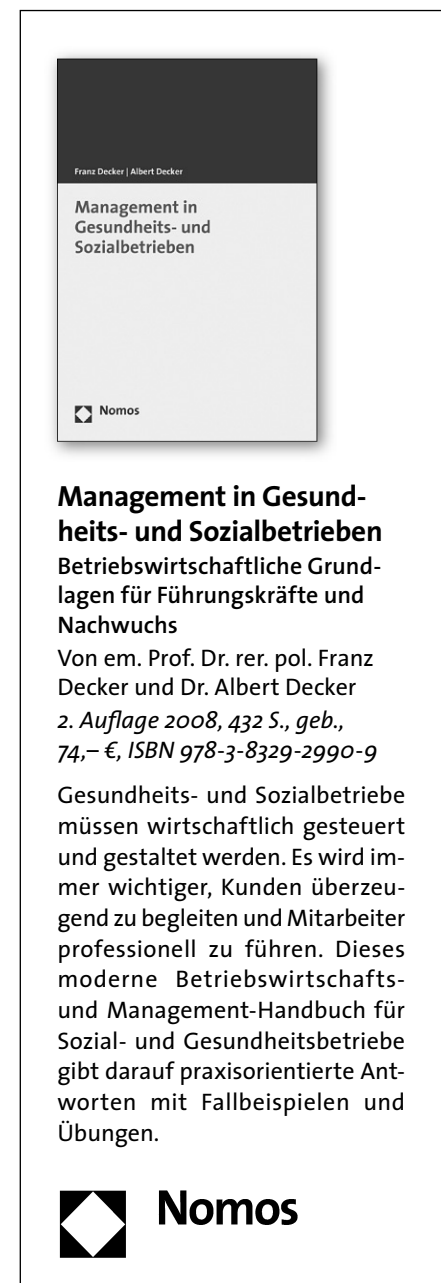 Franz Decker | Albert Decker
Management in
Gesundheits- und
Sozialbetrieben
Nomos
Management in Gesund-
heits- und Sozialbetrieben
Betriebswirtschaftliche Grund-
lagen für Führungskräfte und
Nachwuchs
Von em. Prof. Dr. rer. pol. Franz
Decker und Dr. Albert Decker
2. Auflage 2008, 432 S., geb.,
74,– €, ISBN 978-3-8329-2990-9
Gesundheits- und Sozialbetriebe
müssen wirtschaftlich gesteuert
und gestaltet werden. Es wird im-
mer wichtiger, Kunden überzeu-
gend zu begleiten und Mitarbeiter
professionell zu führen. Dieses
moderne Betriebswirtschafts-
und Management-Handbuch für
Sozial- und Gesundheitsbetriebe
gibt darauf praxisorientierte Ant-
worten mit Fallbeispielen und
Übungen.
Nomos